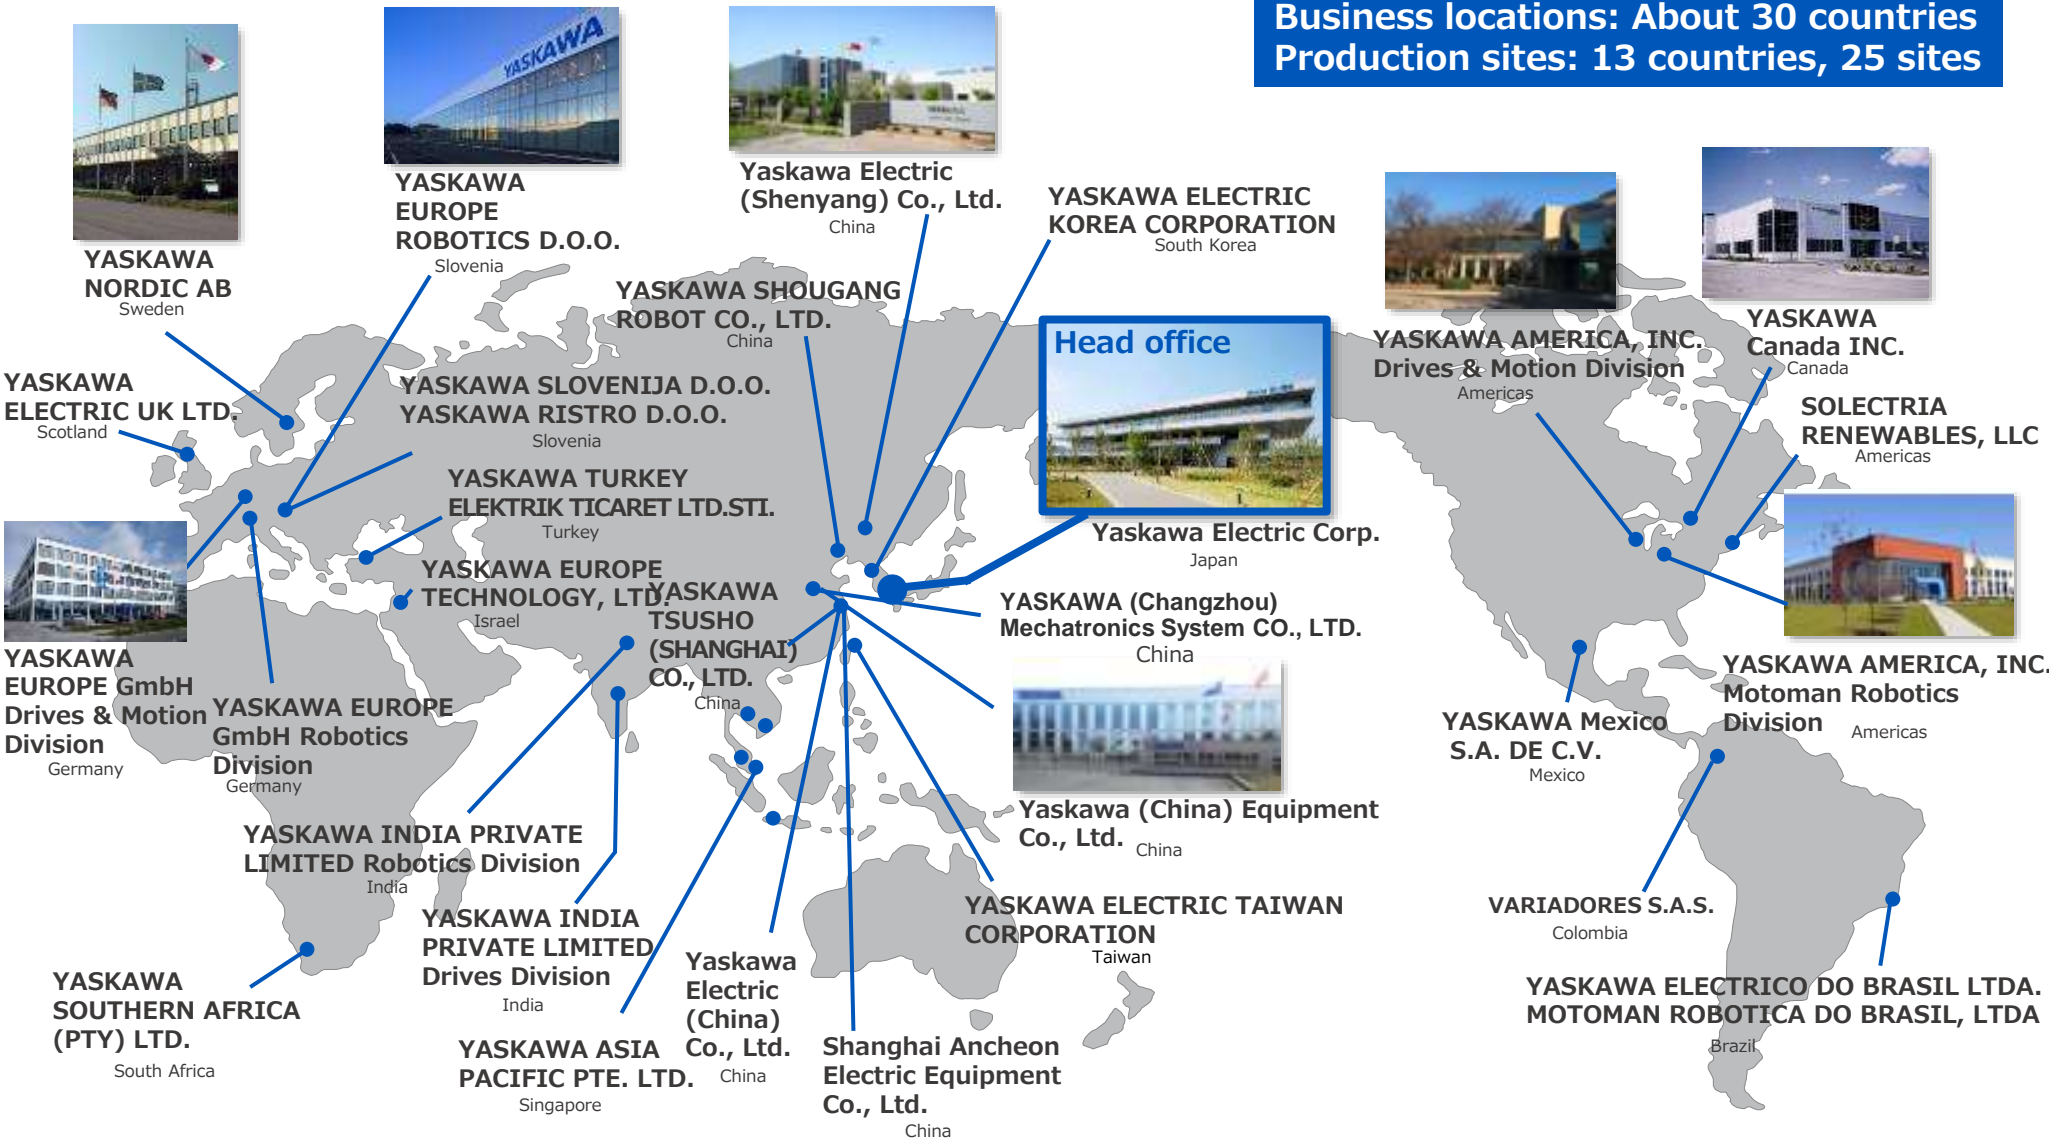 Business locations: About 30 countries
Production sites: 13 countries, 25 sites
YASKAWA
YASKAWA
NORDIC AB
Sweden
YASKAWA
EUROPE
ROBOTICS D.O.O.
Slovenia
Yaskawa Electric
(Shenyang) Co., Ltd.
China
YASKAWA ELECTRIC
KOREA CORPORATION
South Korea
YASKAWA SHOUGANG
ROBOT CO., LTD.
China
Head office
Yaskawa Electric Corp.
Japan
YASKAWA AMERICA, INC.
Drives & Motion Division
Americas
YASKAWA
Canada INC.
Canada
SOLECTRIA
RENEWABLES, LLC
Americas
YASKAWA
ELECTRIC UK LTD.
Scotland
YASKAWA SLOVENIJA D.O.O.
YASKAWA RISTRO D.O.O.
Slovenia
YASKAWA TURKEY
ELEKTRIK TICARET LTD.STI.
Turkey
YASKAWA EUROPE
TECHNOLOGY, LTD.
Israel
YASKAWA
TSUSHO
(SHANGHAI)
CO., LTD.
China
YASKAWA (Changzhou)
Mechatronics System CO., LTD.
China
YASKAWA
EUROPE GmbH
Drives & Motion
Division
Germany
YASKAWA EUROPE
GmbH Robotics
Division
Germany
YASKAWA AMERICA, INC.
Motoman Robotics
Division
Americas
YASKAWA Mexico
S.A. DE C.V.
Mexico
Yaskawa (China) Equipment
Co., Ltd.
China
YASKAWA INDIA PRIVATE
LIMITED Robotics Division
India
YASKAWA INDIA
PRIVATE LIMITED
Drives Division
India
YASKAWA ELECTRIC TAIWAN
CORPORATION
Taiwan
VARIADORES S.A.S.
Colombia
YASKAWA
SOUTHERN AFRICA
(PTY) LTD.
South Africa
YASKAWA ASIA
PACIFIC PTE. LTD.
Singapore
Yaskawa
Electric
(China)
Co., Ltd.
China
Shanghai Ancheon
Electric Equipment
Co., Ltd.
China
YASKAWA ELECTRICO DO BRASIL LTDA.
MOTOMAN ROBOTICA DO BRASIL, LTDA
Brazil